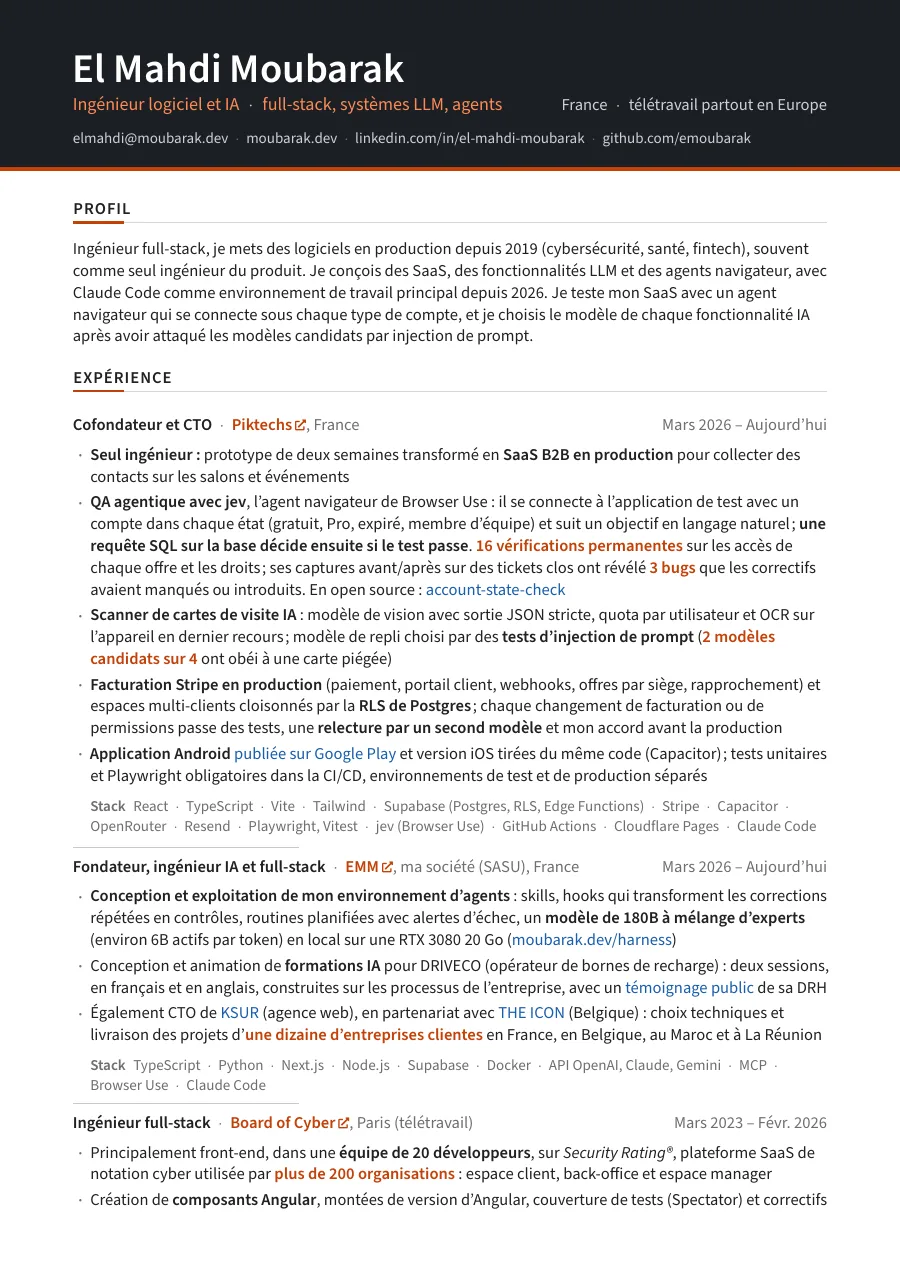 El Mahdi Moubarak
Ingénieur logiciel et IA · full-stack, systèmes LLM, agents France · télétravail partout en Europe
elmahdi@moubarak.dev · moubarak.dev · linkedin.com/in/el-mahdi-moubarak · github.com/emoubarak
PROFIL
Ingénieur full-stack, je mets des logiciels en production depuis 2019 (cybersécurité, santé, fintech), souvent
comme seul ingénieur du produit. Je conçois des SaaS, des fonctionnalités LLM et des agents navigateur, avec
Claude Code comme environnement de travail principal depuis 2026. Je teste mon SaaS avec un agent
navigateur qui se connecte sous chaque type de compte, et je choisis le modèle de chaque fonctionnalité IA
après avoir attaqué les modèles candidats par injection de prompt.
EXPÉRIENCE
Cofondateur et CTO · Piktechs, France Mars 2026 – Aujourd’hui
· Seul ingénieur : prototype de deux semaines transformé en SaaS B2B en production pour collecter des
contacts sur les salons et événements
· QA agentique avec jev, l’agent navigateur de Browser Use : il se connecte à l’application de test avec un
compte dans chaque état (gratuit, Pro, expiré, membre d’équipe) et suit un objectif en langage naturel ; une
requête SQL sur la base décide ensuite si le test passe. 16 vérifications permanentes sur les accès de
chaque offre et les droits ; ses captures avant/après sur des tickets clos ont révélé 3 bugs que les correctifs
avaient manqués ou introduits. En open source : account-state-check
· Scanner de cartes de visite IA : modèle de vision avec sortie JSON stricte, quota par utilisateur et OCR sur
l’appareil en dernier recours ; modèle de repli choisi par des tests d’injection de prompt (2 modèles
candidats sur 4 ont obéi à une carte piégée)
· Facturation Stripe en production (paiement, portail client, webhooks, offres par siège, rapprochement) et
espaces multi-clients cloisonnés par la RLS de Postgres ; chaque changement de facturation ou de
permissions passe des tests, une relecture par un second modèle et mon accord avant la production
· Application Android publiée sur Google Play et version iOS tirées du même code (Capacitor) ; tests unitaires
et Playwright obligatoires dans la CI/CD, environnements de test et de production séparés
Stack React · TypeScript · Vite · Tailwind · Supabase (Postgres, RLS, Edge Functions) · Stripe · Capacitor ·
OpenRouter · Resend · Playwright, Vitest · jev (Browser Use) · GitHub Actions · Cloudflare Pages · Claude Code
Fondateur, ingénieur IA et full-stack · EMM, ma société (SASU), France Mars 2026 – Aujourd’hui
· Conception et exploitation de mon environnement d’agents : skills, hooks qui transforment les corrections
répétées en contrôles, routines planifiées avec alertes d’échec, un modèle de 180B à mélange d’experts
(environ 6B actifs par token) en local sur une RTX 3080 20 Go (moubarak.dev/harness)
· Conception et animation de formations IA pour DRIVECO (opérateur de bornes de recharge) : deux sessions,
en français et en anglais, construites sur les processus de l’entreprise, avec un témoignage public de sa DRH
· Également CTO de KSUR (agence web), en partenariat avec THE ICON (Belgique) : choix techniques et
livraison des projets d’une dizaine d’entreprises clientes en France, en Belgique, au Maroc et à La Réunion
Stack TypeScript · Python · Next.js · Node.js · Supabase · Docker · API OpenAI, Claude, Gemini · MCP ·
Browser Use · Claude Code
Ingénieur full-stack · Board of Cyber, Paris (télétravail) Mars 2023 – Févr. 2026
· Principalement front-end, dans une équipe de 20 développeurs, sur Security Rating®, plateforme SaaS de
notation cyber utilisée par plus de 200 organisations : espace client, back-office et espace manager
· Création de composants Angular, montées de version d’Angular, couverture de tests (Spectator) et correctifs